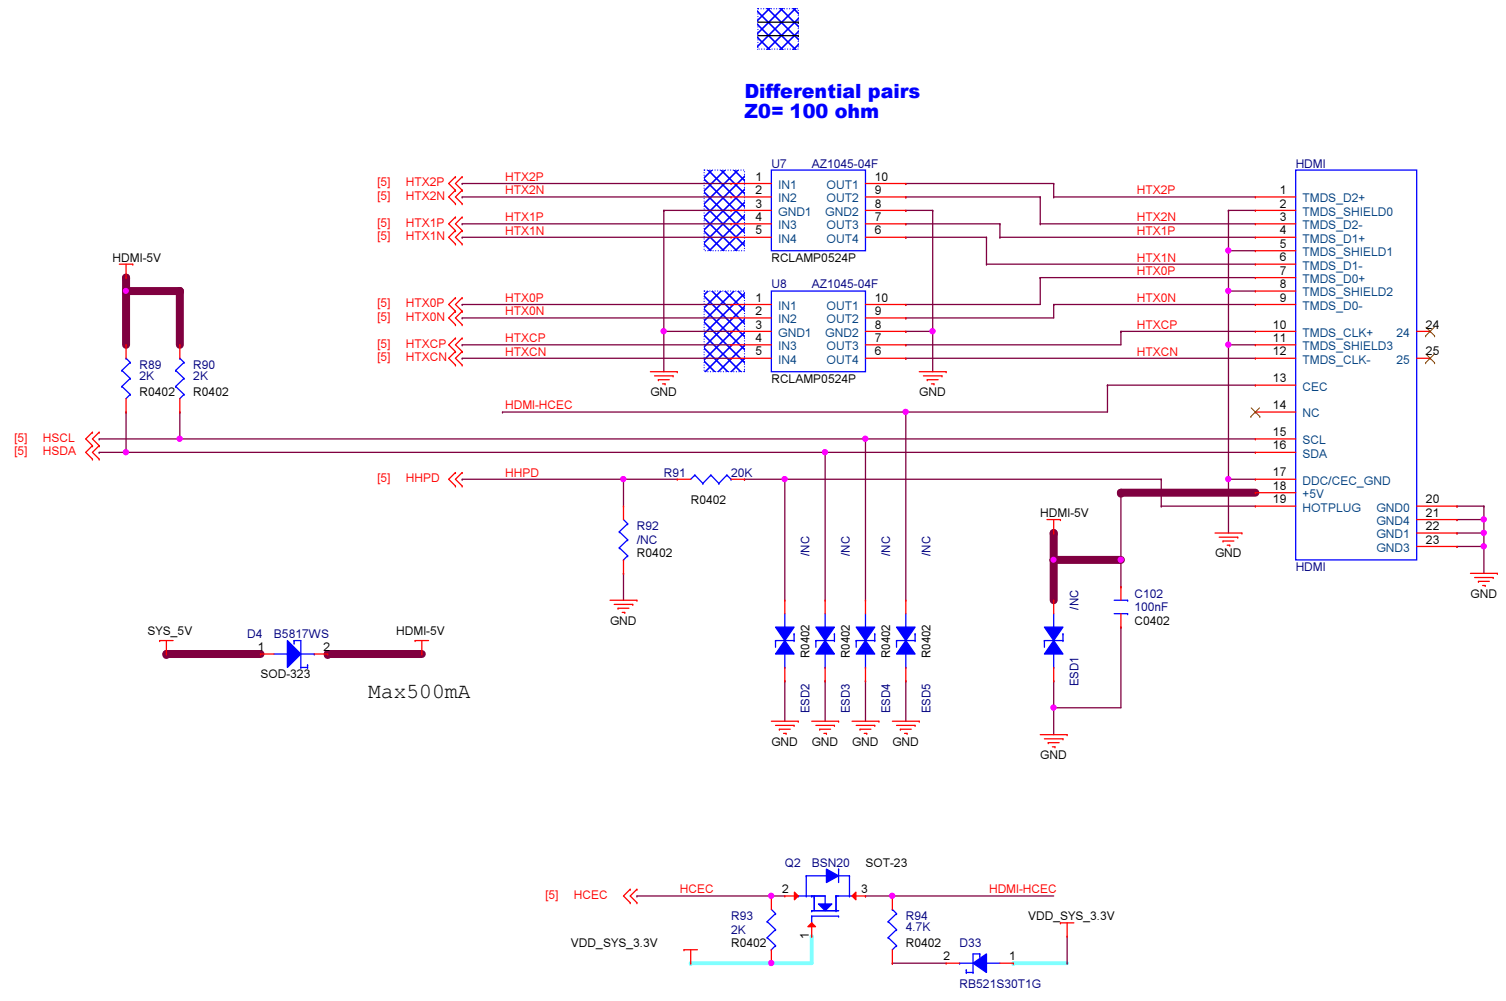 Differential pairs
Z0= 100 ohm
U7 AZ1045-04F
[5] HTX2P HTX2P 1 IN1 OUT1 10
[5] HTX2N HTX2N 2 IN2 OUT2 9
3 GND1 GND2 8
[5] HTX1P HTX1P 4 IN3 OUT3 7
[5] HTX1N HTX1N 5 IN4 OUT4 6
RCLAMP0524P
U8 AZ1045-04F
[5] HTX0P HTX0P 1 IN1 OUT1 10
[5] HTX0N HTX0N 2 IN2 OUT2 9
3 GND1 GND2 8
[5] HTXCP HTXCP 4 IN3 OUT3 7
[5] HTXCN HTXCN 5 IN4 OUT4 6
RCLAMP0524P
GND
GND
HDMI
HTX2P 1 TMDS_D2+
2 TMDS_SHIELD0
HTX2N 3 TMDS_D2-
HTX1P 4 TMDS_D1+
5 TMDS_SHIELD1
HTX1N 6 TMDS_D1-
HTX0P 7 TMDS_D0+
8 TMDS_SHIELD2
HTX0N 9 TMDS_D0-
HTXCP 10 TMDS_CLK+ 24 24
11 TMDS_SHIELD3
HTXCN 12 TMDS_CLK- 25 25
13 CEC
14 NC
15 SCL
16 SDA
17 DDC/CEC_GND
18 +5V
19 HOTPLUG GND0 20
GND4 21
GND1 22
GND3 23
HDMI
GND
GND
HDMI-5V
R89
2K
R0402
R90
2K
R0402
HDMI-HCEC
[5] HSCL
[5] HSDA
[5] HHPD HHPD R91 20K
R0402
R92
/NC
R0402
GND
/NC
/NC
/NC
/NC
R0402
R0402
R0402
R0402
ESD2
ESD3
ESD4
ESD5
GND
GND
GND
GND
HDMI-5V
/NC
ESD1
C102
100nF
C0402
GND
SYS_5V D4 B5817WS HDMI-5V
1 2
SOD-323
Max500mA
Q2 BSN20 SOT-23
[5] HCEC HCEC 2 3 HDMI-HCEC
1
R93
2K
R0402
VDD_SYS_3.3V
R94
4.7K
R0402
VDD_SYS_3.3V
D33
2 1
RB521S30T1G